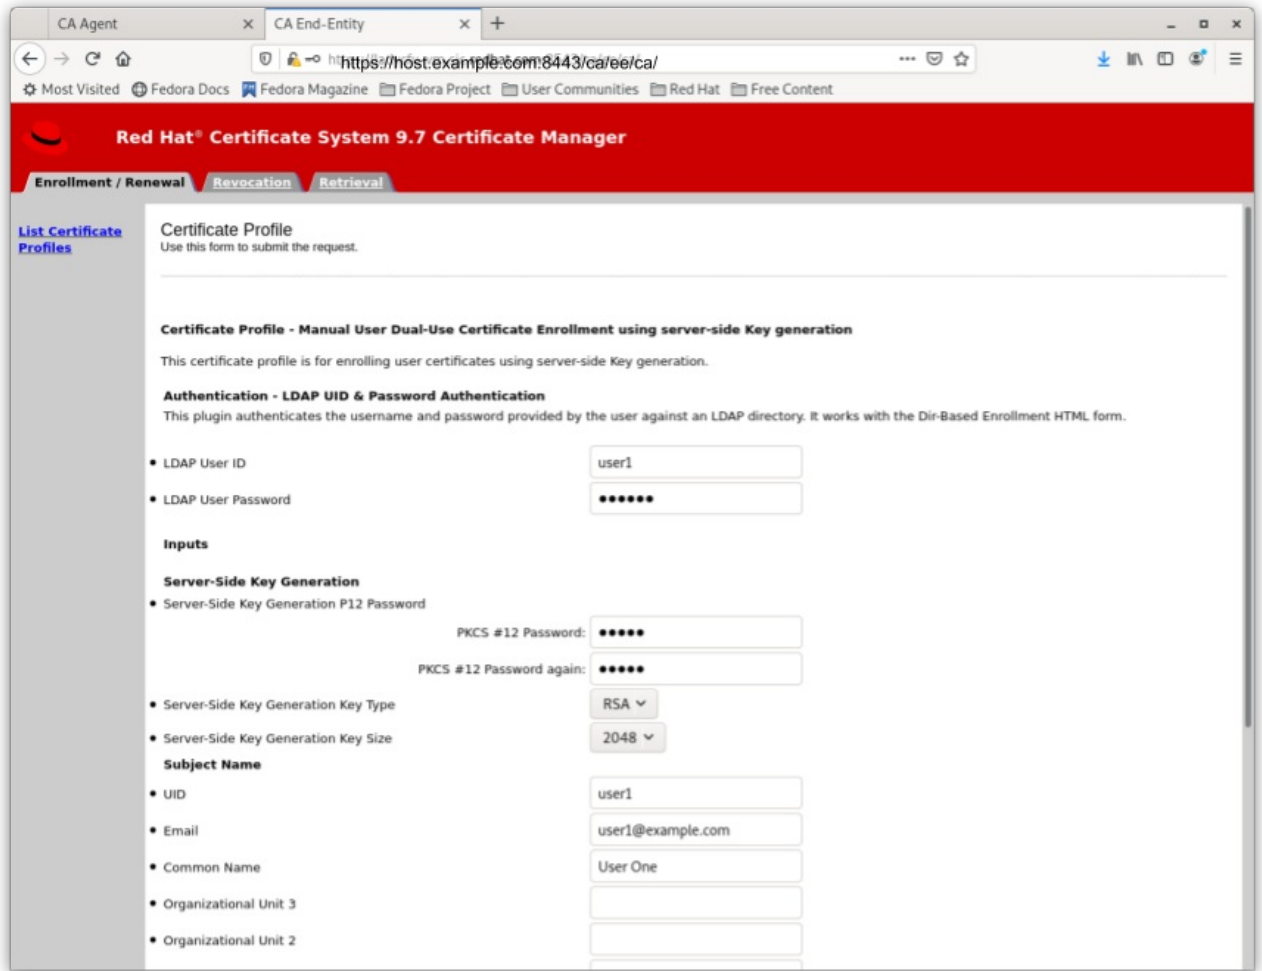 CA Agent
CA End-Entity
https://host.example.com:8443/ca/ee/ca/
Most Visited Fedora Docs Fedora Magazine Fedora Project User Communities Red Hat Free Content
Red Hat® Certificate System 9.7 Certificate Manager
Enrollment / Renewal Revocation Retrieval
List Certificate
Profiles
Certificate Profile
Use this form to submit the request.
Certificate Profile - Manual User Dual-Use Certificate Enrollment using server-side Key generation
This certificate profile is for enrolling user certificates using server-side Key generation.
Authentication - LDAP UID & Password Authentication
This plugin authenticates the username and password provided by the user against an LDAP directory. It works with the Dir-Based Enrollment HTML form.
LDAP User ID user1
LDAP User Password ••••••
Inputs
Server-Side Key Generation
Server-Side Key Generation P12 Password
PKCS #12 Password: •••••
PKCS #12 Password again: •••••
Server-Side Key Generation Key Type RSA
Server-Side Key Generation Key Size 2048
Subject Name
UID user1
Email user1@example.com
Common Name User One
Organizational Unit 3
Organizational Unit 2